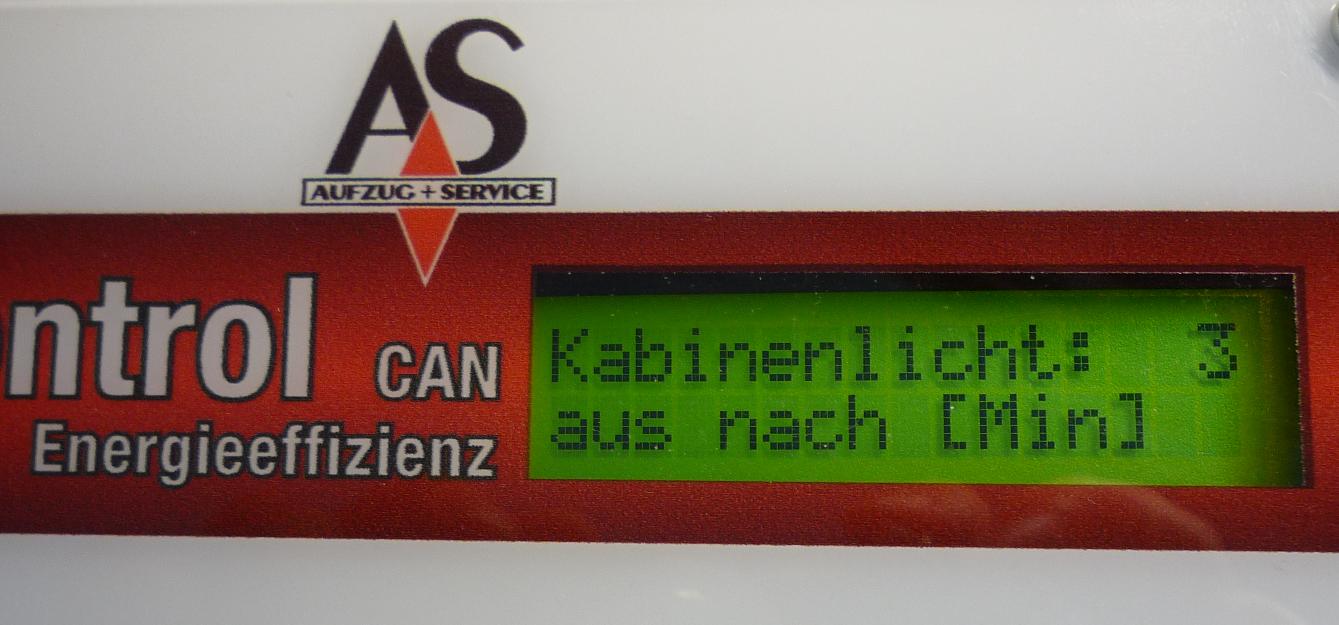 AS
AUFZUG + SERVICE
ntrol CAN
Energieeffizienz
Kabinenlicht: 3
aus nach [Min]